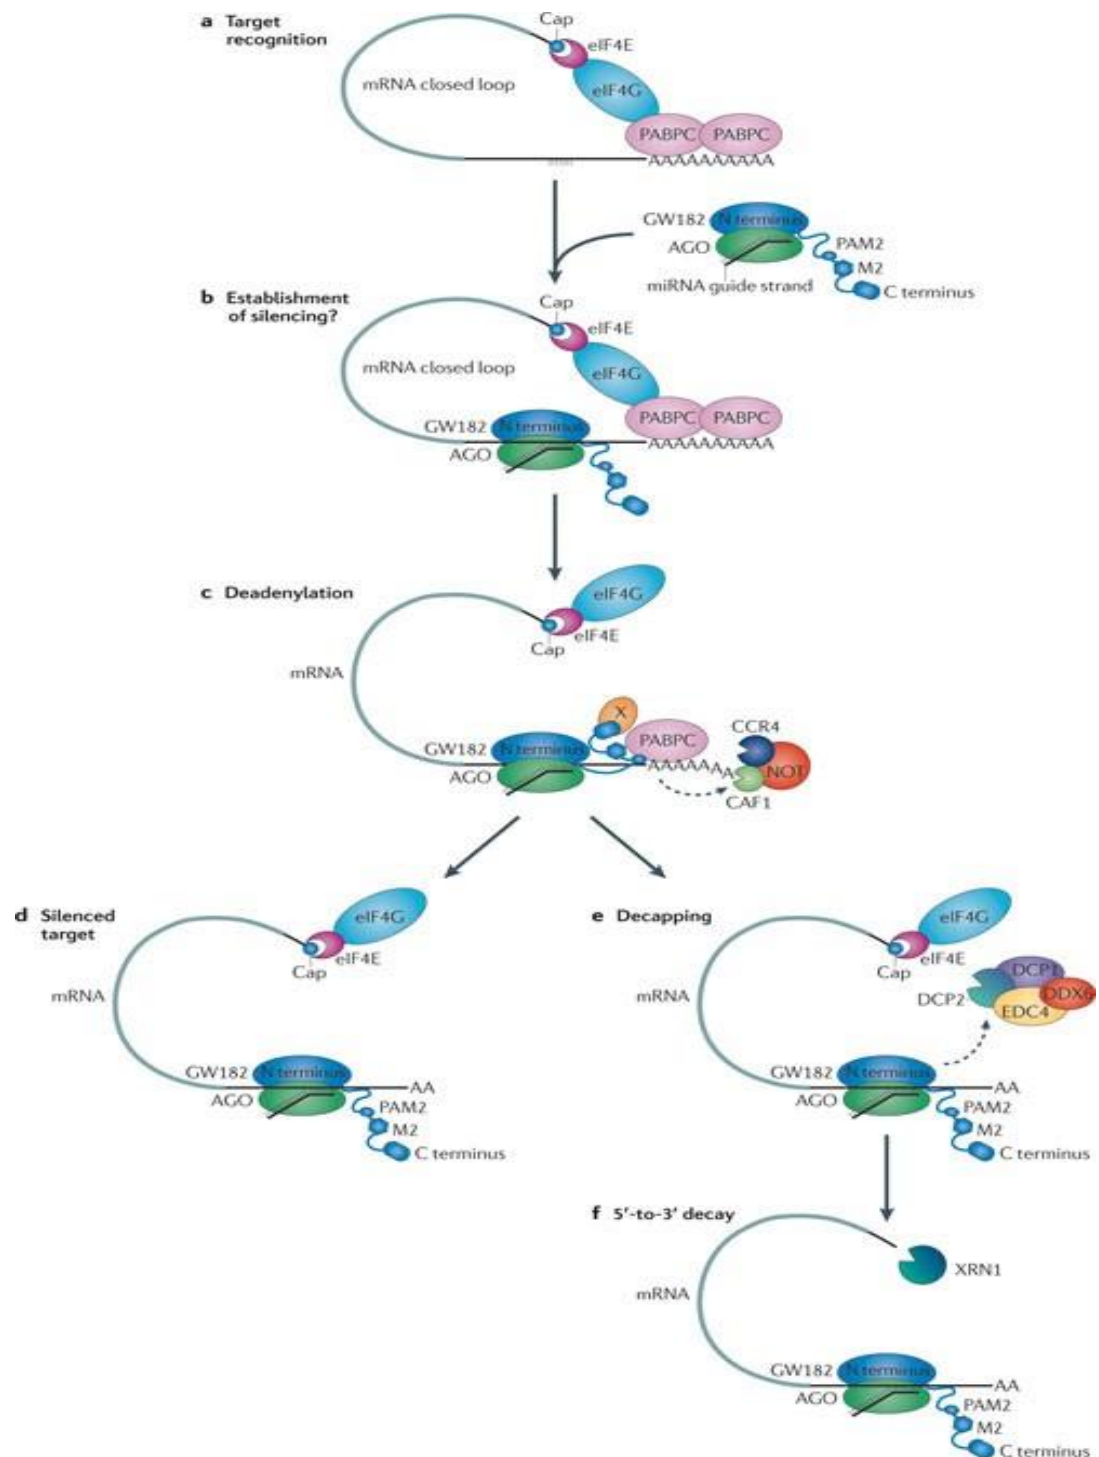 a Target
recognition
Cap
eIF4E
mRNA closed loop
eIF4G
PABPC PABPC
AAAAAAAAAA
GW182 N terminus
AGO
PAM2
M2
miRNA guide strand
C terminus
b Establishment
of silencing?
Cap
eIF4E
mRNA closed loop
eIF4G
PABPC PABPC
GW182 N terminus
AAAAAAAAAA
AGO
c Deadenylation
eIF4G
eIF4E
Cap
mRNA
X
CCR4
PABPC
GW182 N terminus
AAAAAAA
NOT
AGO
CAF1
d Silenced
target
eIF4G
eIF4E
Cap
mRNA
GW182 N terminus
AA
AGO
PAM2
M2
C terminus
e Decapping
eIF4G
eIF4E
Cap
DCP1
mRNA
DCP2
DDX6
EDC4
GW182 N terminus
AA
AGO
PAM2
M2
C terminus
f 5′-to-3′ decay
XRN1
mRNA
GW182 N terminus
AA
AGO
PAM2
M2
C terminus